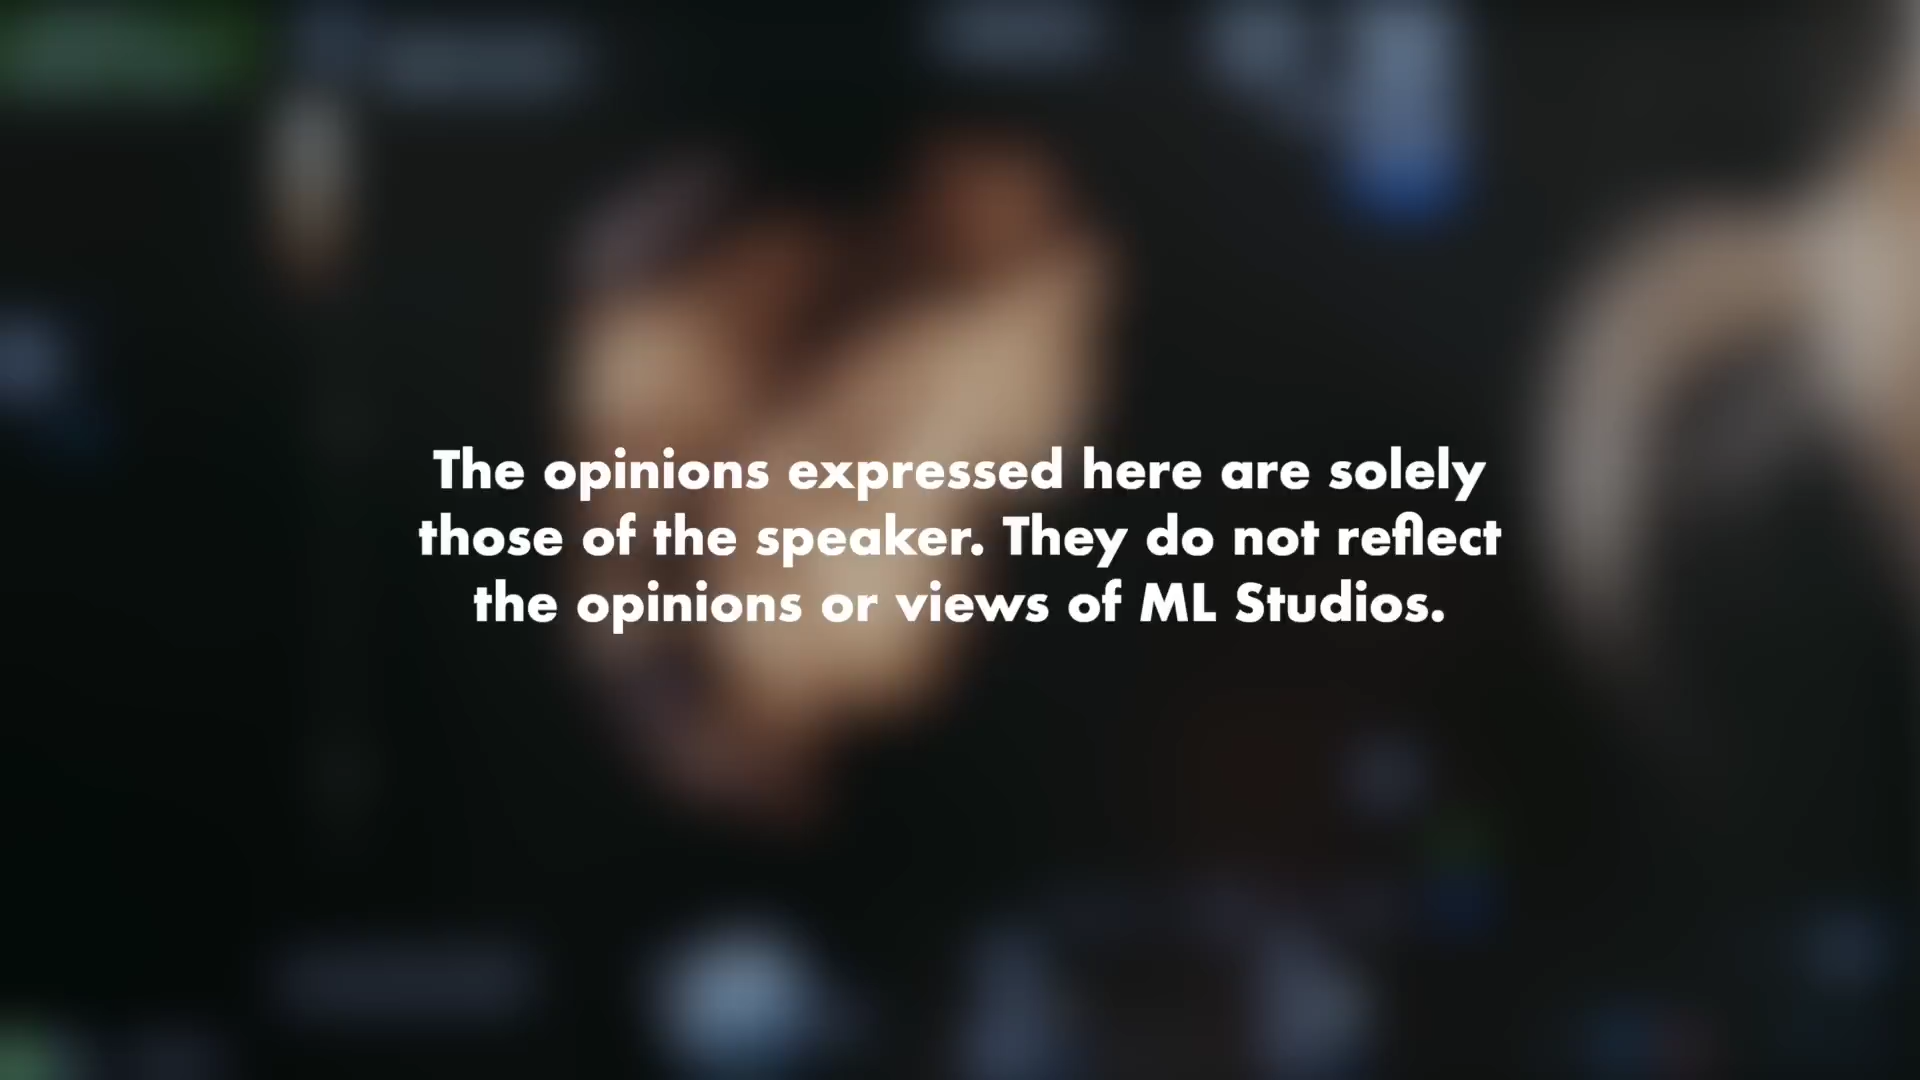 The opinions expressed here are solely
those of the speaker. They do not reflect
the opinions or views of ML Studios.